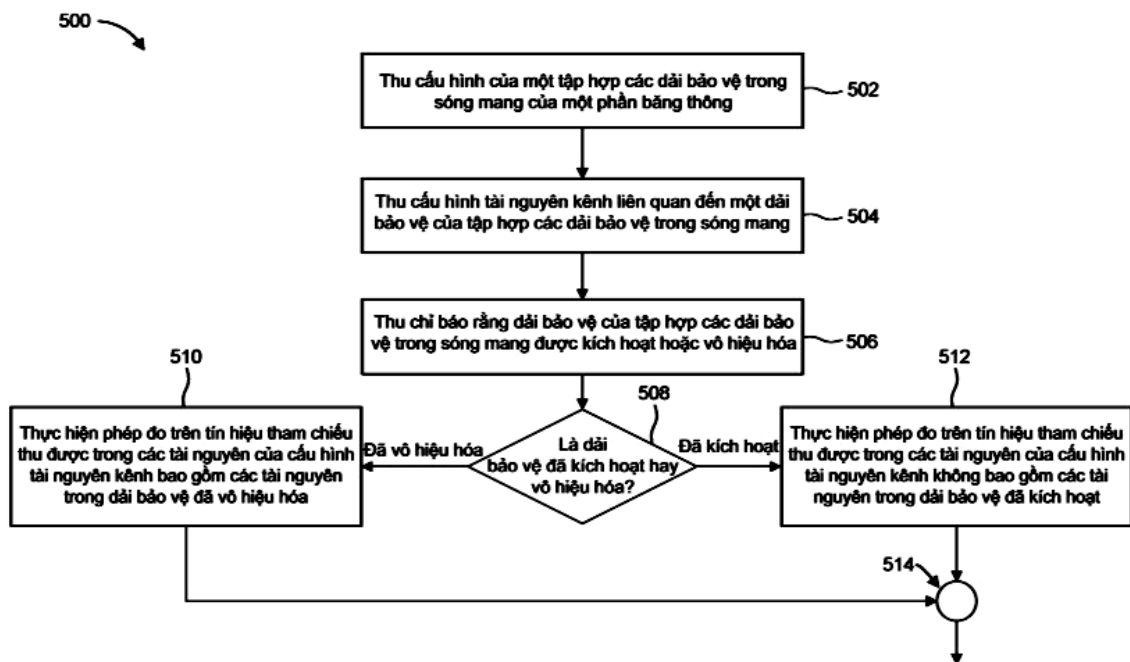 500
Thu cấu hình của một tập hợp các dải bảo vệ trong
sóng mang của một phần băng thông
502
Thu cấu hình tài nguyên kênh liên quan đến một dải
bảo vệ của tập hợp các dải bảo vệ trong sóng mang
504
Thu chỉ báo rằng dải bảo vệ của tập hợp các dải bảo
vệ trong sóng mang được kích hoạt hoặc vô hiệu hóa
506
510
508
512
Thực hiện phép đo trên tín hiệu tham chiếu
thu được trong các tài nguyên của cấu hình
tài nguyên kênh bao gồm các tài nguyên
trong dải bảo vệ đã vô hiệu hóa
Đã vô hiệu hóa
Là dải
bảo vệ đã kích hoạt hay
vô hiệu hóa?
Đã kích hoạt
Thực hiện phép đo trên tín hiệu tham chiếu
thu được trong các tài nguyên của cấu hình
tài nguyên kênh không bao gồm các tài
nguyên trong dải bảo vệ đã kích hoạt
514